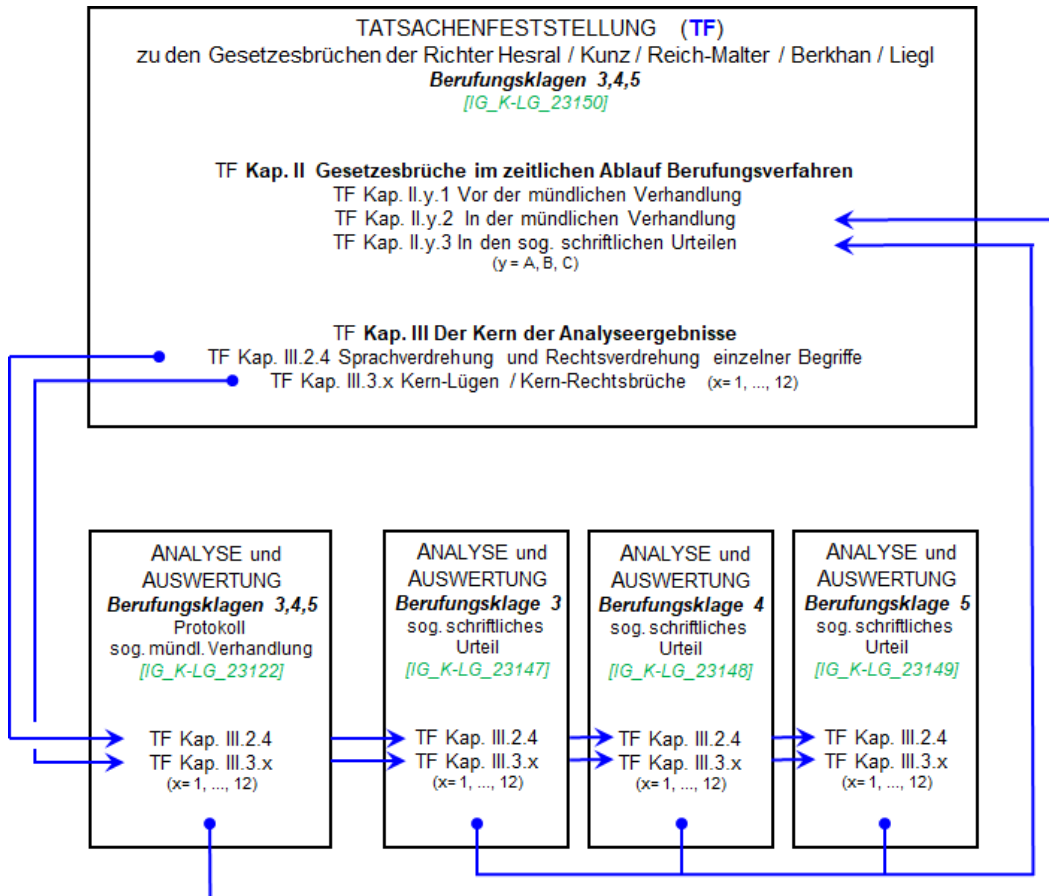 TATSACHENFESTSTELLUNG (TF)
zu den Gesetzesbrüchen der Richter Hesral / Kunz / Reich-Malter / Berkhan / Liegl
Berufungsklagen 3,4,5
[IG_K-LG_23150]
TF Kap. II Gesetzesbrüche im zeitlichen Ablauf Berufungsverfahren
TF Kap. II.y.1 Vor der mündlichen Verhandlung
TF Kap. II.y.2 In der mündlichen Verhandlung
TF Kap. II.y.3 In den sog. schriftlichen Urteilen
(y = A, B, C)
TF Kap. III Der Kern der Analyseergebnisse
TF Kap. III.2.4 Sprachverdrehung und Rechtsverdrehung einzelner Begriffe
TF Kap. III.3.x Kern-Lügen / Kern-Rechtsbrüche (x= 1, ..., 12)
ANALYSE und
AUSWERTUNG
Berufungsklagen 3,4,5
Protokoll
sog. mündl. Verhandlung
[IG_K-LG_23122]
TF Kap. III.2.4
TF Kap. III.3.x
(x= 1, ..., 12)
ANALYSE und
AUSWERTUNG
Berufungsklage 3
sog. schriftliches
Urteil
[IG_K-LG_23147]
TF Kap. III.2.4
TF Kap. III.3.x
(x= 1, ..., 12)
ANALYSE und
AUSWERTUNG
Berufungsklage 4
sog. schriftliches
Urteil
[IG_K-LG_23148]
TF Kap. III.2.4
TF Kap. III.3.x
(x= 1, ..., 12)
ANALYSE und
AUSWERTUNG
Berufungsklage 5
sog. schriftliches
Urteil
[IG_K-LG_23149]
TF Kap. III.2.4
TF Kap. III.3.x
(x= 1, ..., 12)